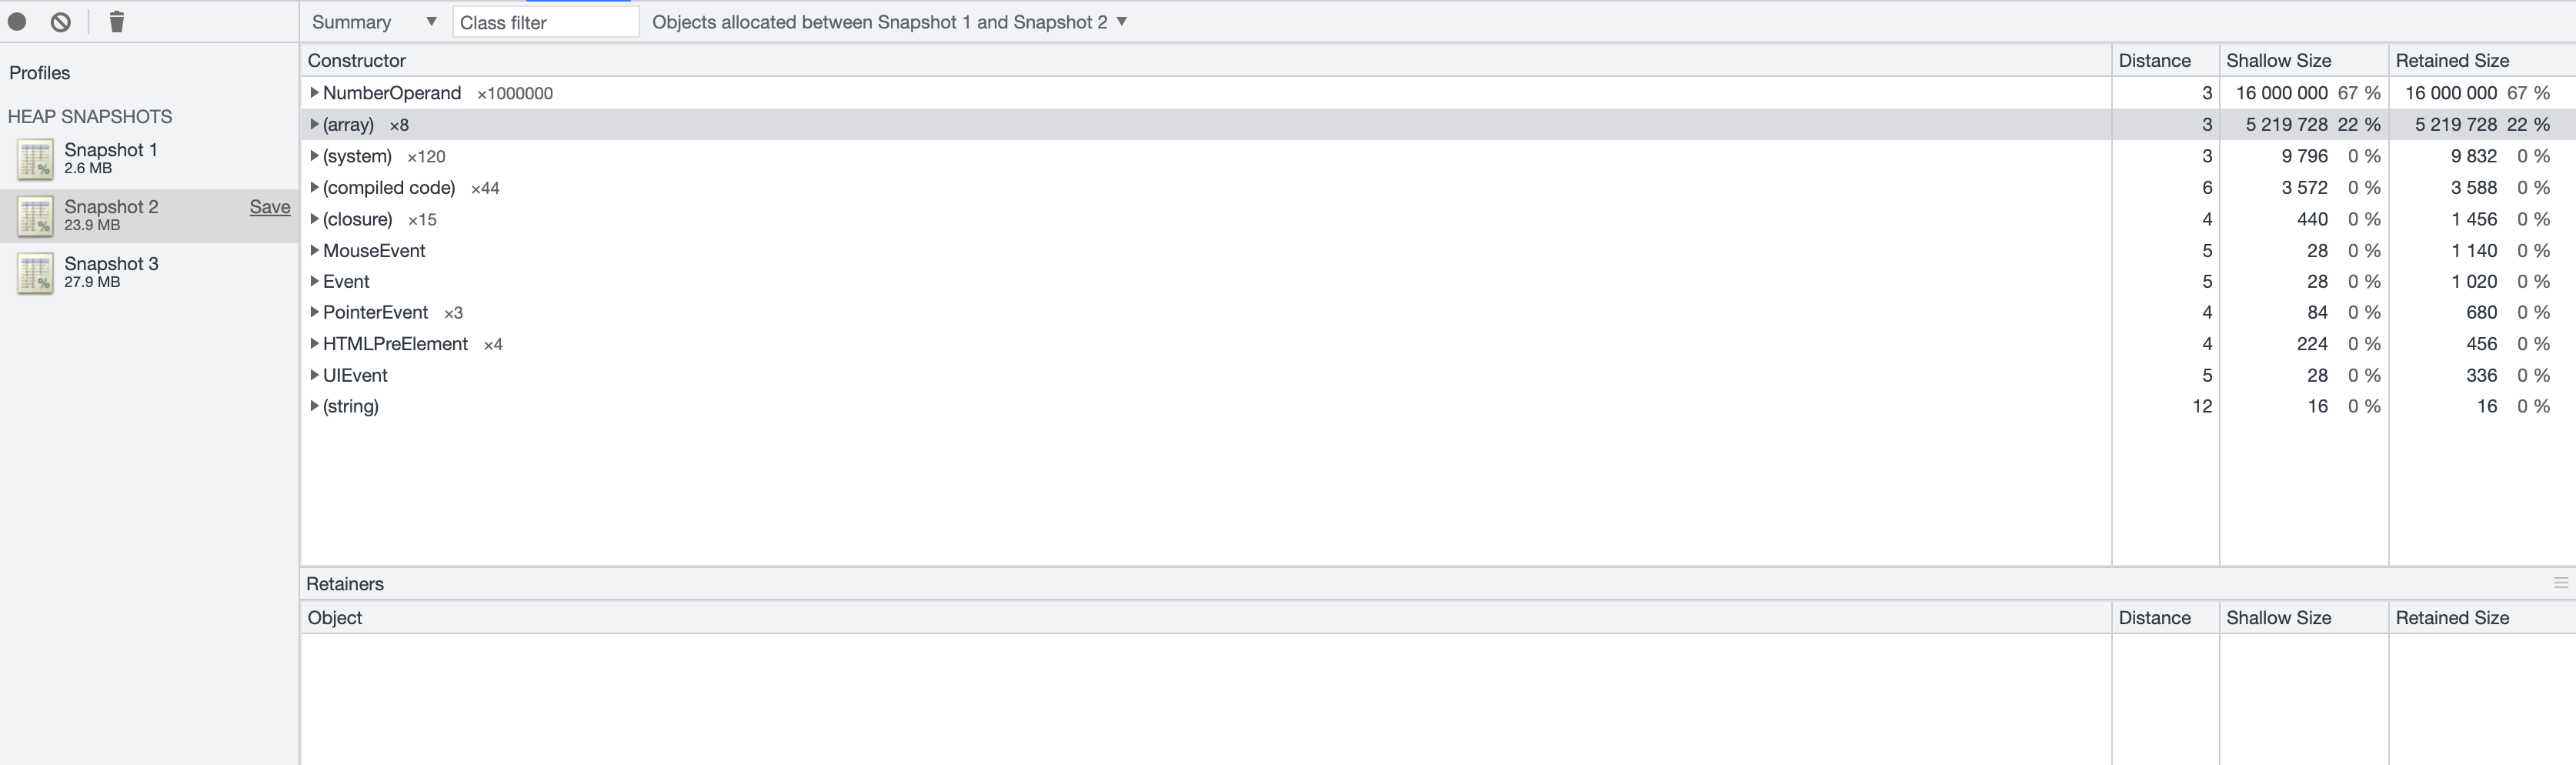 Summary ▼ Class filter Objects allocated between Snapshot 1 and Snapshot 2 ▼
Profiles
HEAP SNAPSHOTS
Snapshot 1
2.6 MB
Snapshot 2 Save
23.9 MB
Snapshot 3
27.9 MB
Constructor Distance Shallow Size Retained Size
NumberOperand ×1000000 3 16 000 000 67 % 16 000 000 67 %
(array) ×8 3 5 219 728 22 % 5 219 728 22 %
(system) ×120 3 9 796 0 % 9 832 0 %
(compiled code) ×44 6 3 572 0 % 3 588 0 %
(closure) ×15 4 440 0 % 1 456 0 %
MouseEvent 5 28 0 % 1 140 0 %
Event 5 28 0 % 1 020 0 %
PointerEvent ×3 4 84 0 % 680 0 %
HTMLPreElement ×4 4 224 0 % 456 0 %
UIEvent 5 28 0 % 336 0 %
(string) 12 16 0 % 16 0 %
Retainers
Object Distance Shallow Size Retained Size